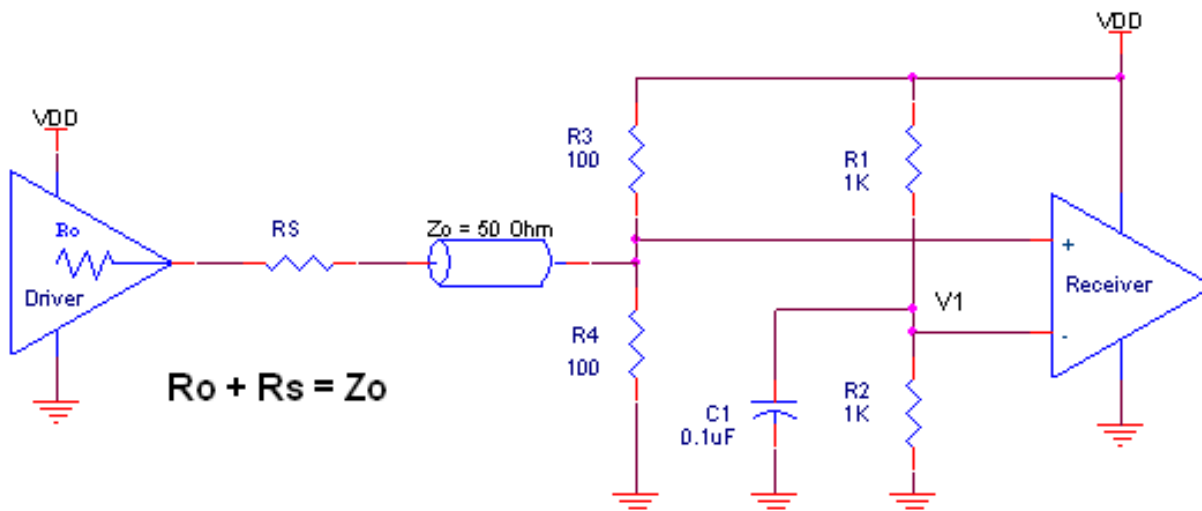 VDD
VDD
R3
100
R1
1K
Ro
RS
Zo = 50 Ohm
+
Driver
Receiver
V1
-
R4
100
Ro + Rs = Zo
C1
0.1uF
R2
1K